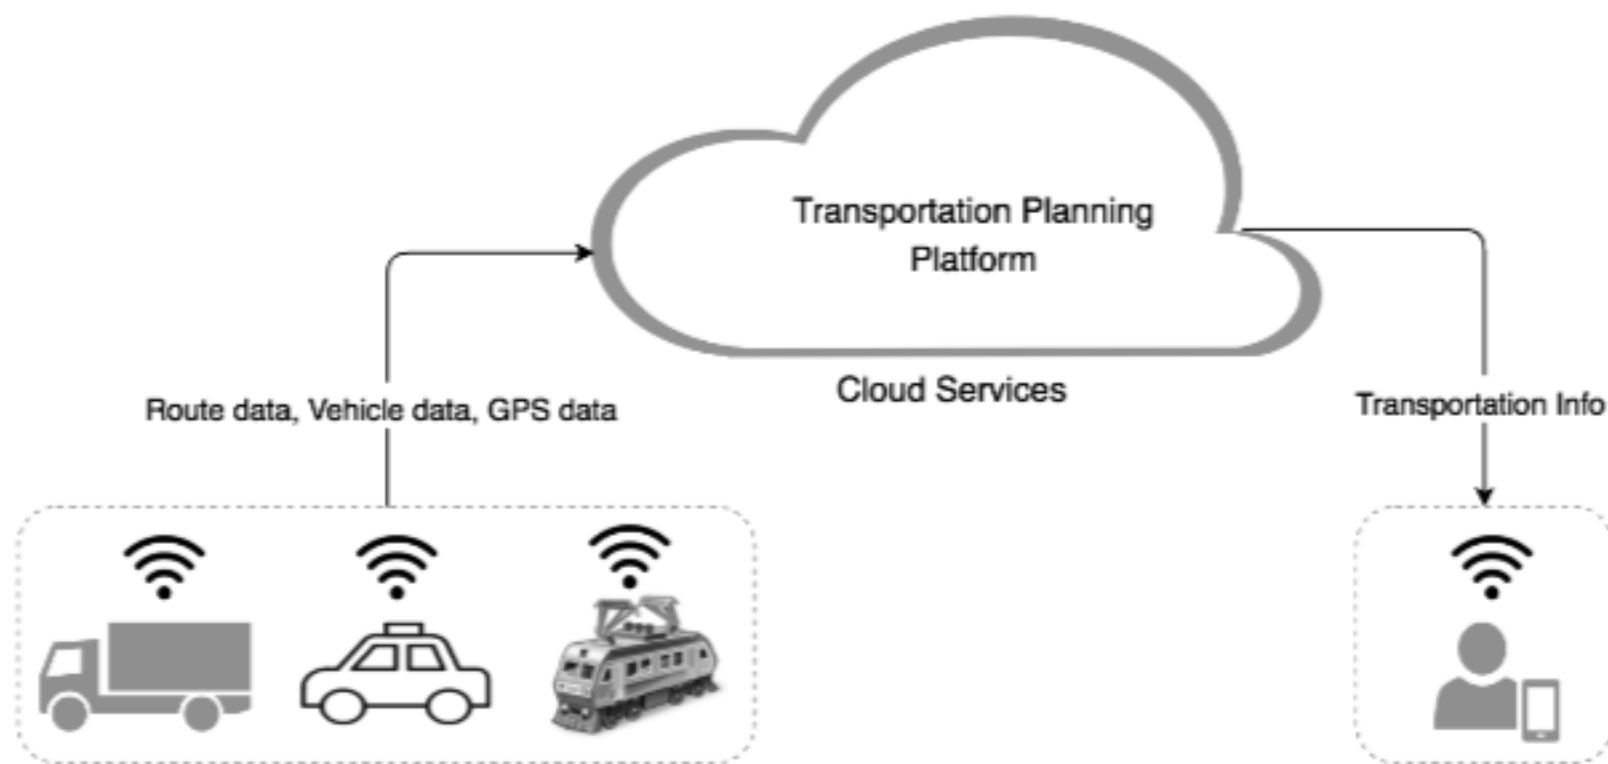 Transportation Planning
Platform
Cloud Services
Route data, Vehicle data, GPS data
Transportation Info